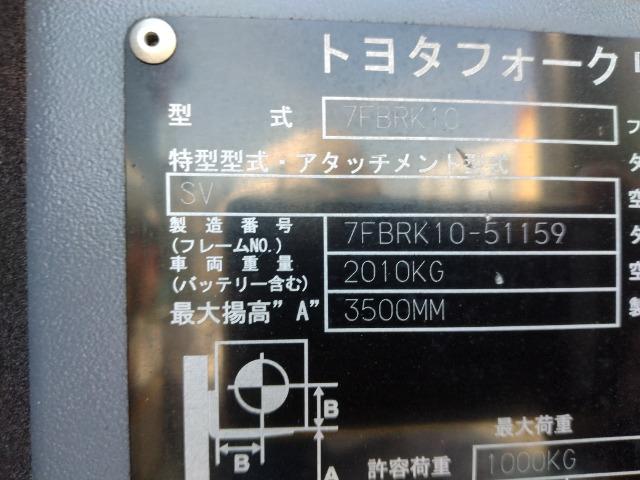 トヨタフォークリ
型 式 7FBRK10
特型型式・アタッチメント型式
SV
製造番号
(フレームNO.) 7FBRK10-51159
車両重量
(バッテリー含む) 2010KG
最大揚高"A" 3500MM
B
B
A
最大荷重
許容荷重 1000KG